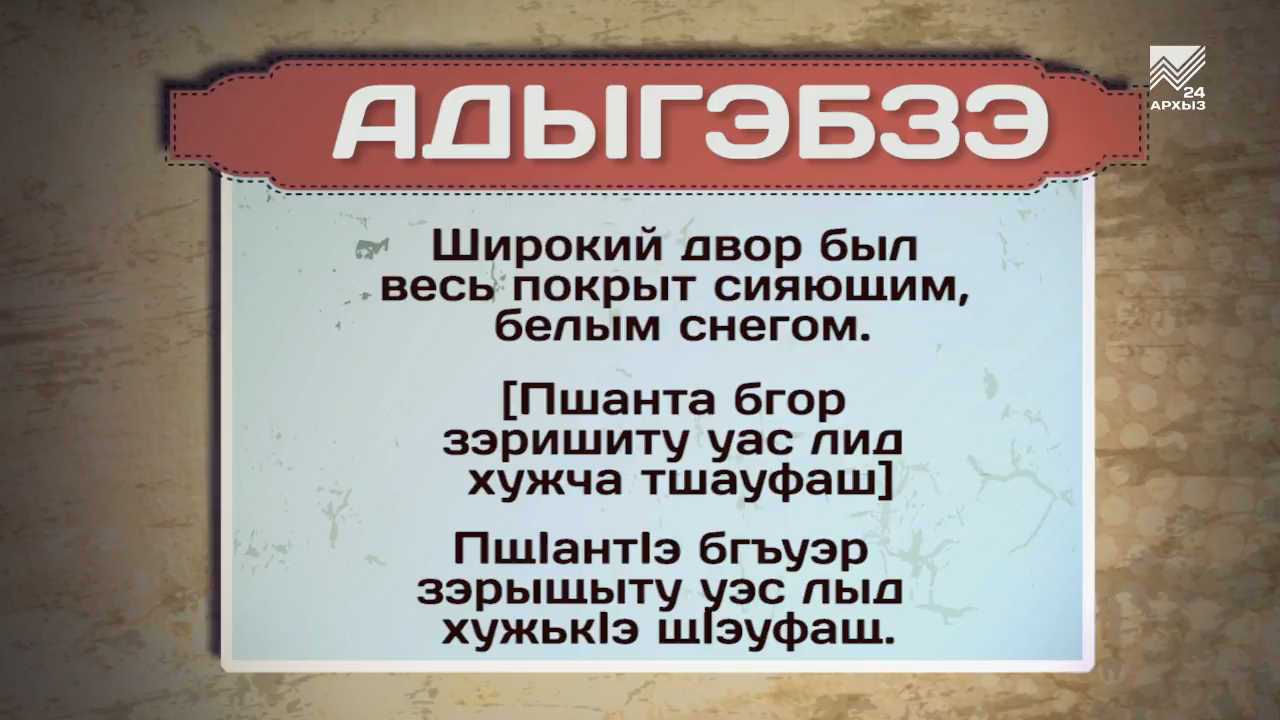 АДЫГЭБЗЭ
24
АРХЫЗ
Широкий двор был
весь покрыт сияющим,
белым снегом.
[Пшанта бгор
зэришиту уас лид
хужча тшауфаш]
ПщIантIэ бгъуэр
зэрыщыту уэс лыд
хужькIэ щIэуфащ.